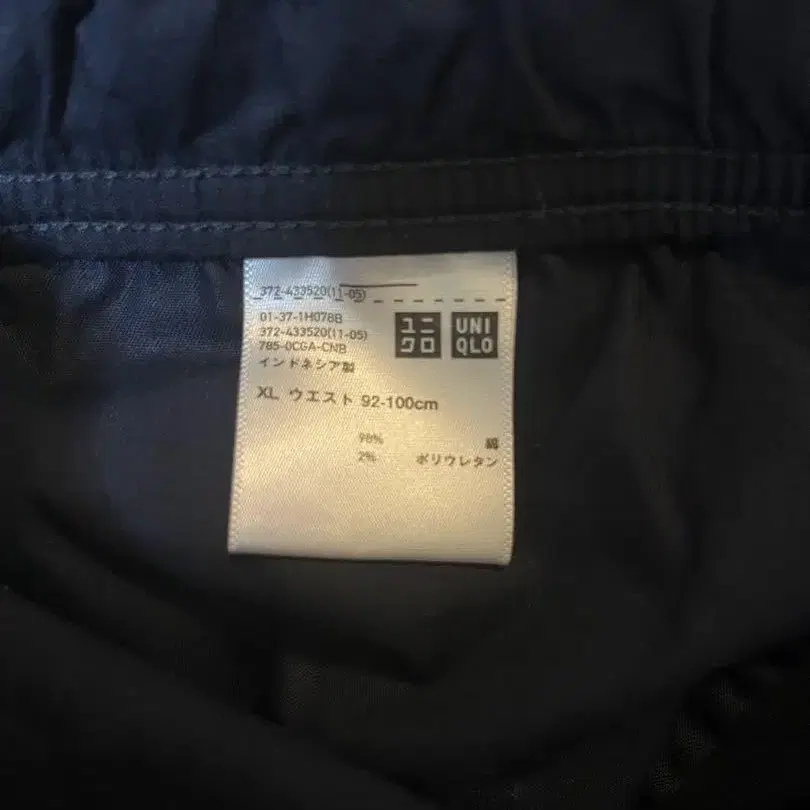 372-433520(11-05)
01-37-1H078B
372-433520(11-05)
785-0CGA-CNB
インドネシア製
ユニ
クロ
UNI
QLO
XL ウエスト 92-100cm
98% 綿
2% ポリウレタン